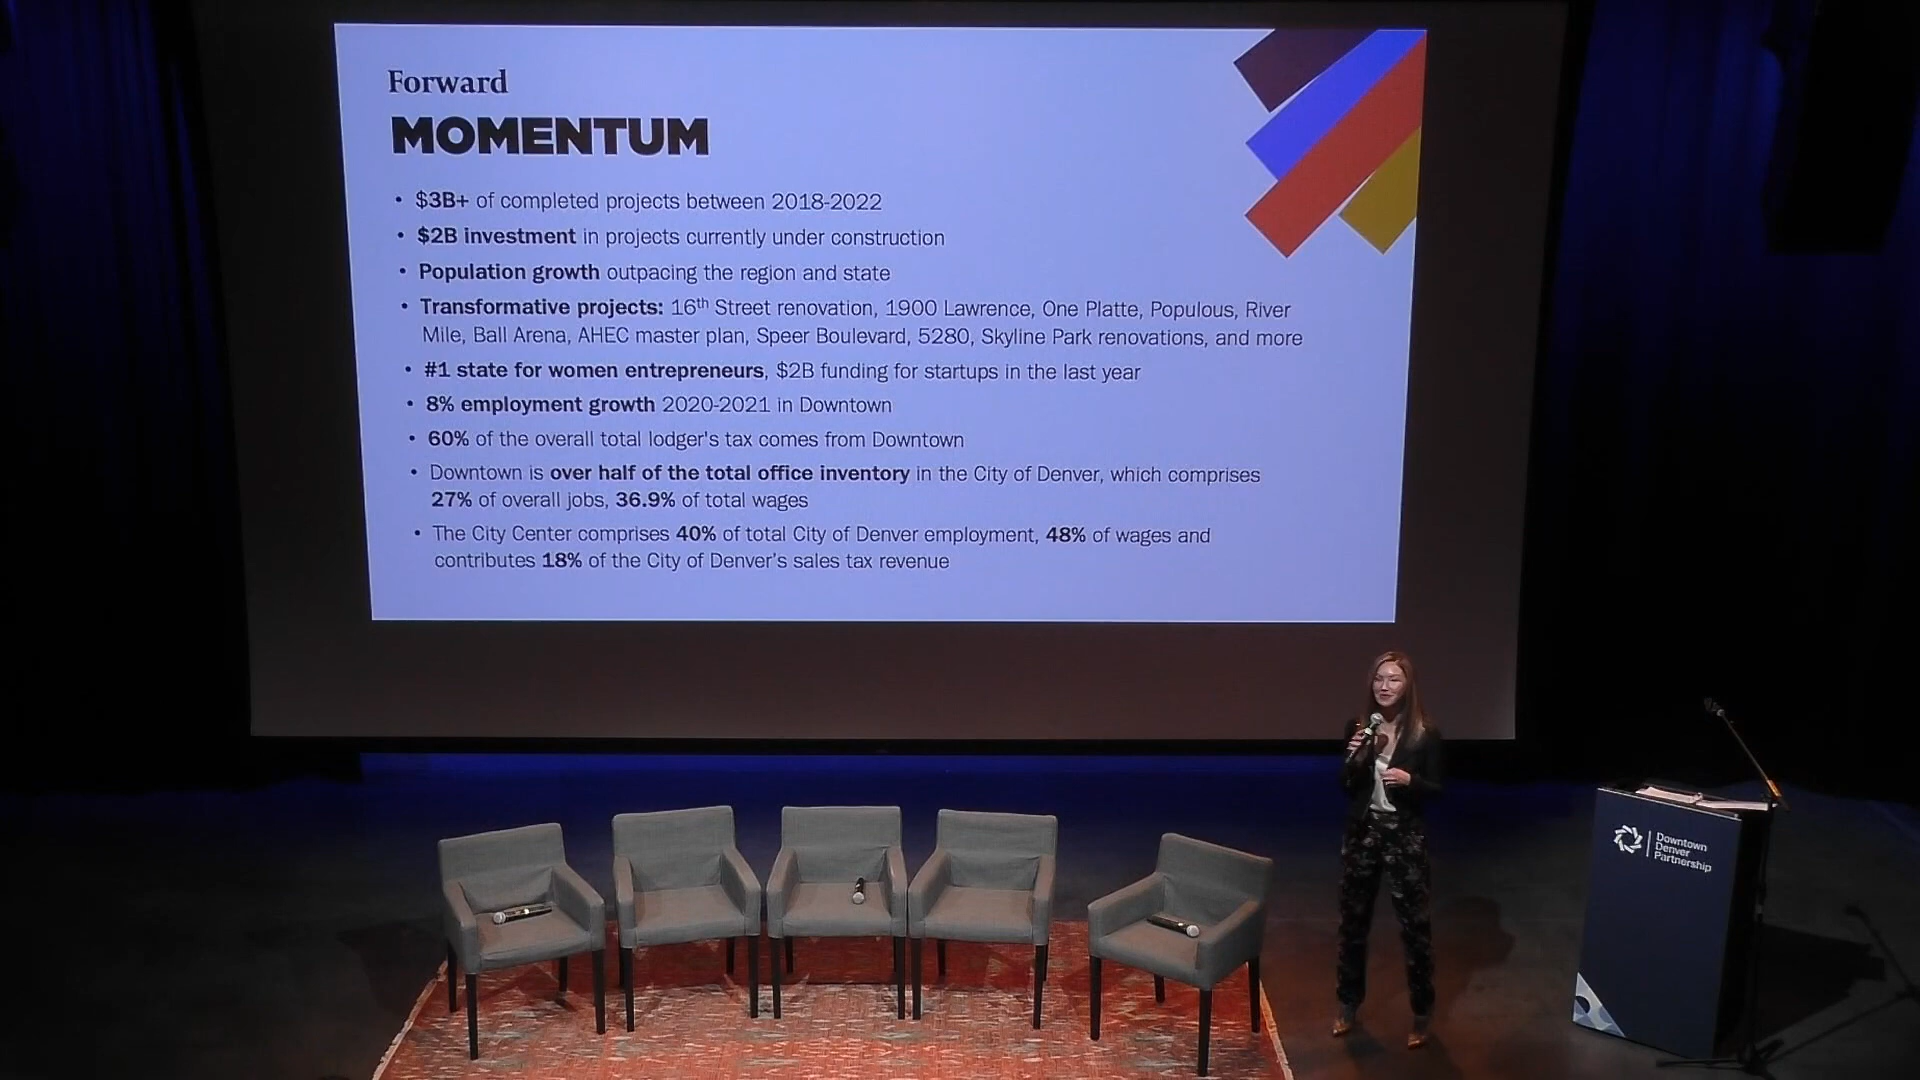 Forward
MOMENTUM
• $3B+ of completed projects between 2018-2022
• $2B investment in projects currently under construction
• Population growth outpacing the region and state
• Transformative projects: 16th Street renovation, 1900 Lawrence, One Platte, Populous, River
Mile, Ball Arena, AHEC master plan, Speer Boulevard, 5280, Skyline Park renovations, and more
• #1 state for women entrepreneurs, $2B funding for startups in the last year
• 8% employment growth 2020-2021 in Downtown
• 60% of the overall total lodger's tax comes from Downtown
• Downtown is over half of the total office inventory in the City of Denver, which comprises
27% of overall jobs, 36.9% of total wages
• The City Center comprises 40% of total City of Denver employment, 48% of wages and
contributes 18% of the City of Denver's sales tax revenue
Downtown
Denver
Partnership